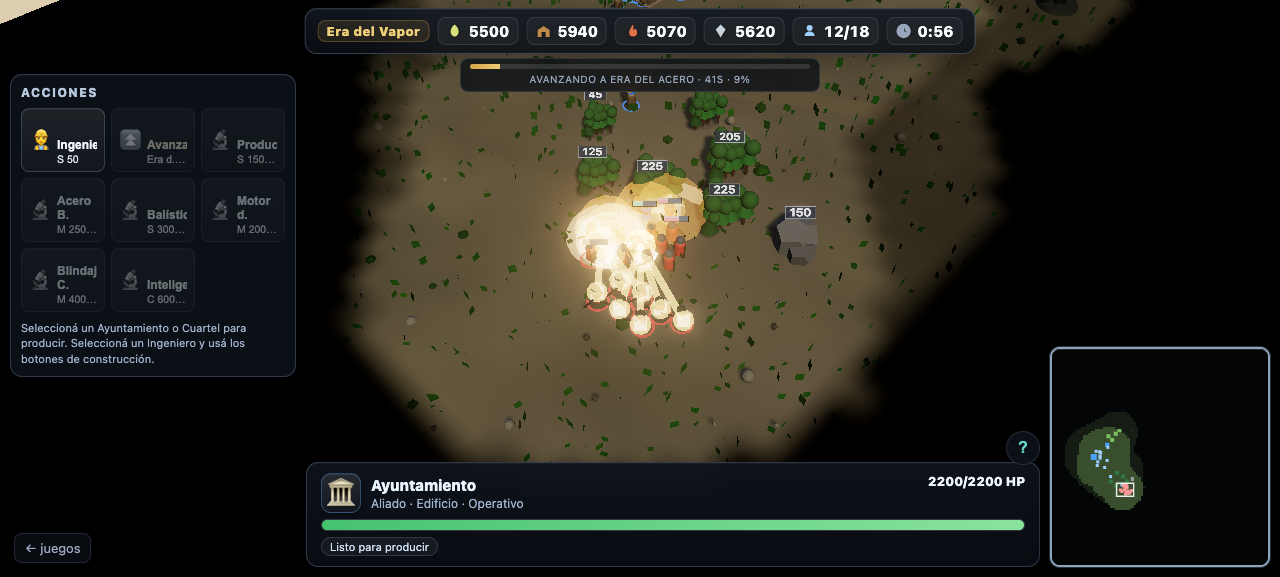 Era del Vapor
5500
5940
5070
5620
12/18
0:56
AVANZANDO A ERA DEL ACERO · 41S · 9%
ACCIONES
Ingenie
S 50
Avanza
Era d.…
Produc
S 150…
Acero
B.
M 250…
Balístic
S 300…
Motor
d.
M 200…
Blindaj
C.
M 400…
Intelige
C 600…
Seleccioná un Ayuntamiento o Cuartel para
producir. Seleccioná un Ingeniero y usá los
botones de construcción.
45
205
125
225
225
150
?
Ayuntamiento
2200/2200 HP
Aliado · Edificio · Operativo
Listo para producir
← juegos